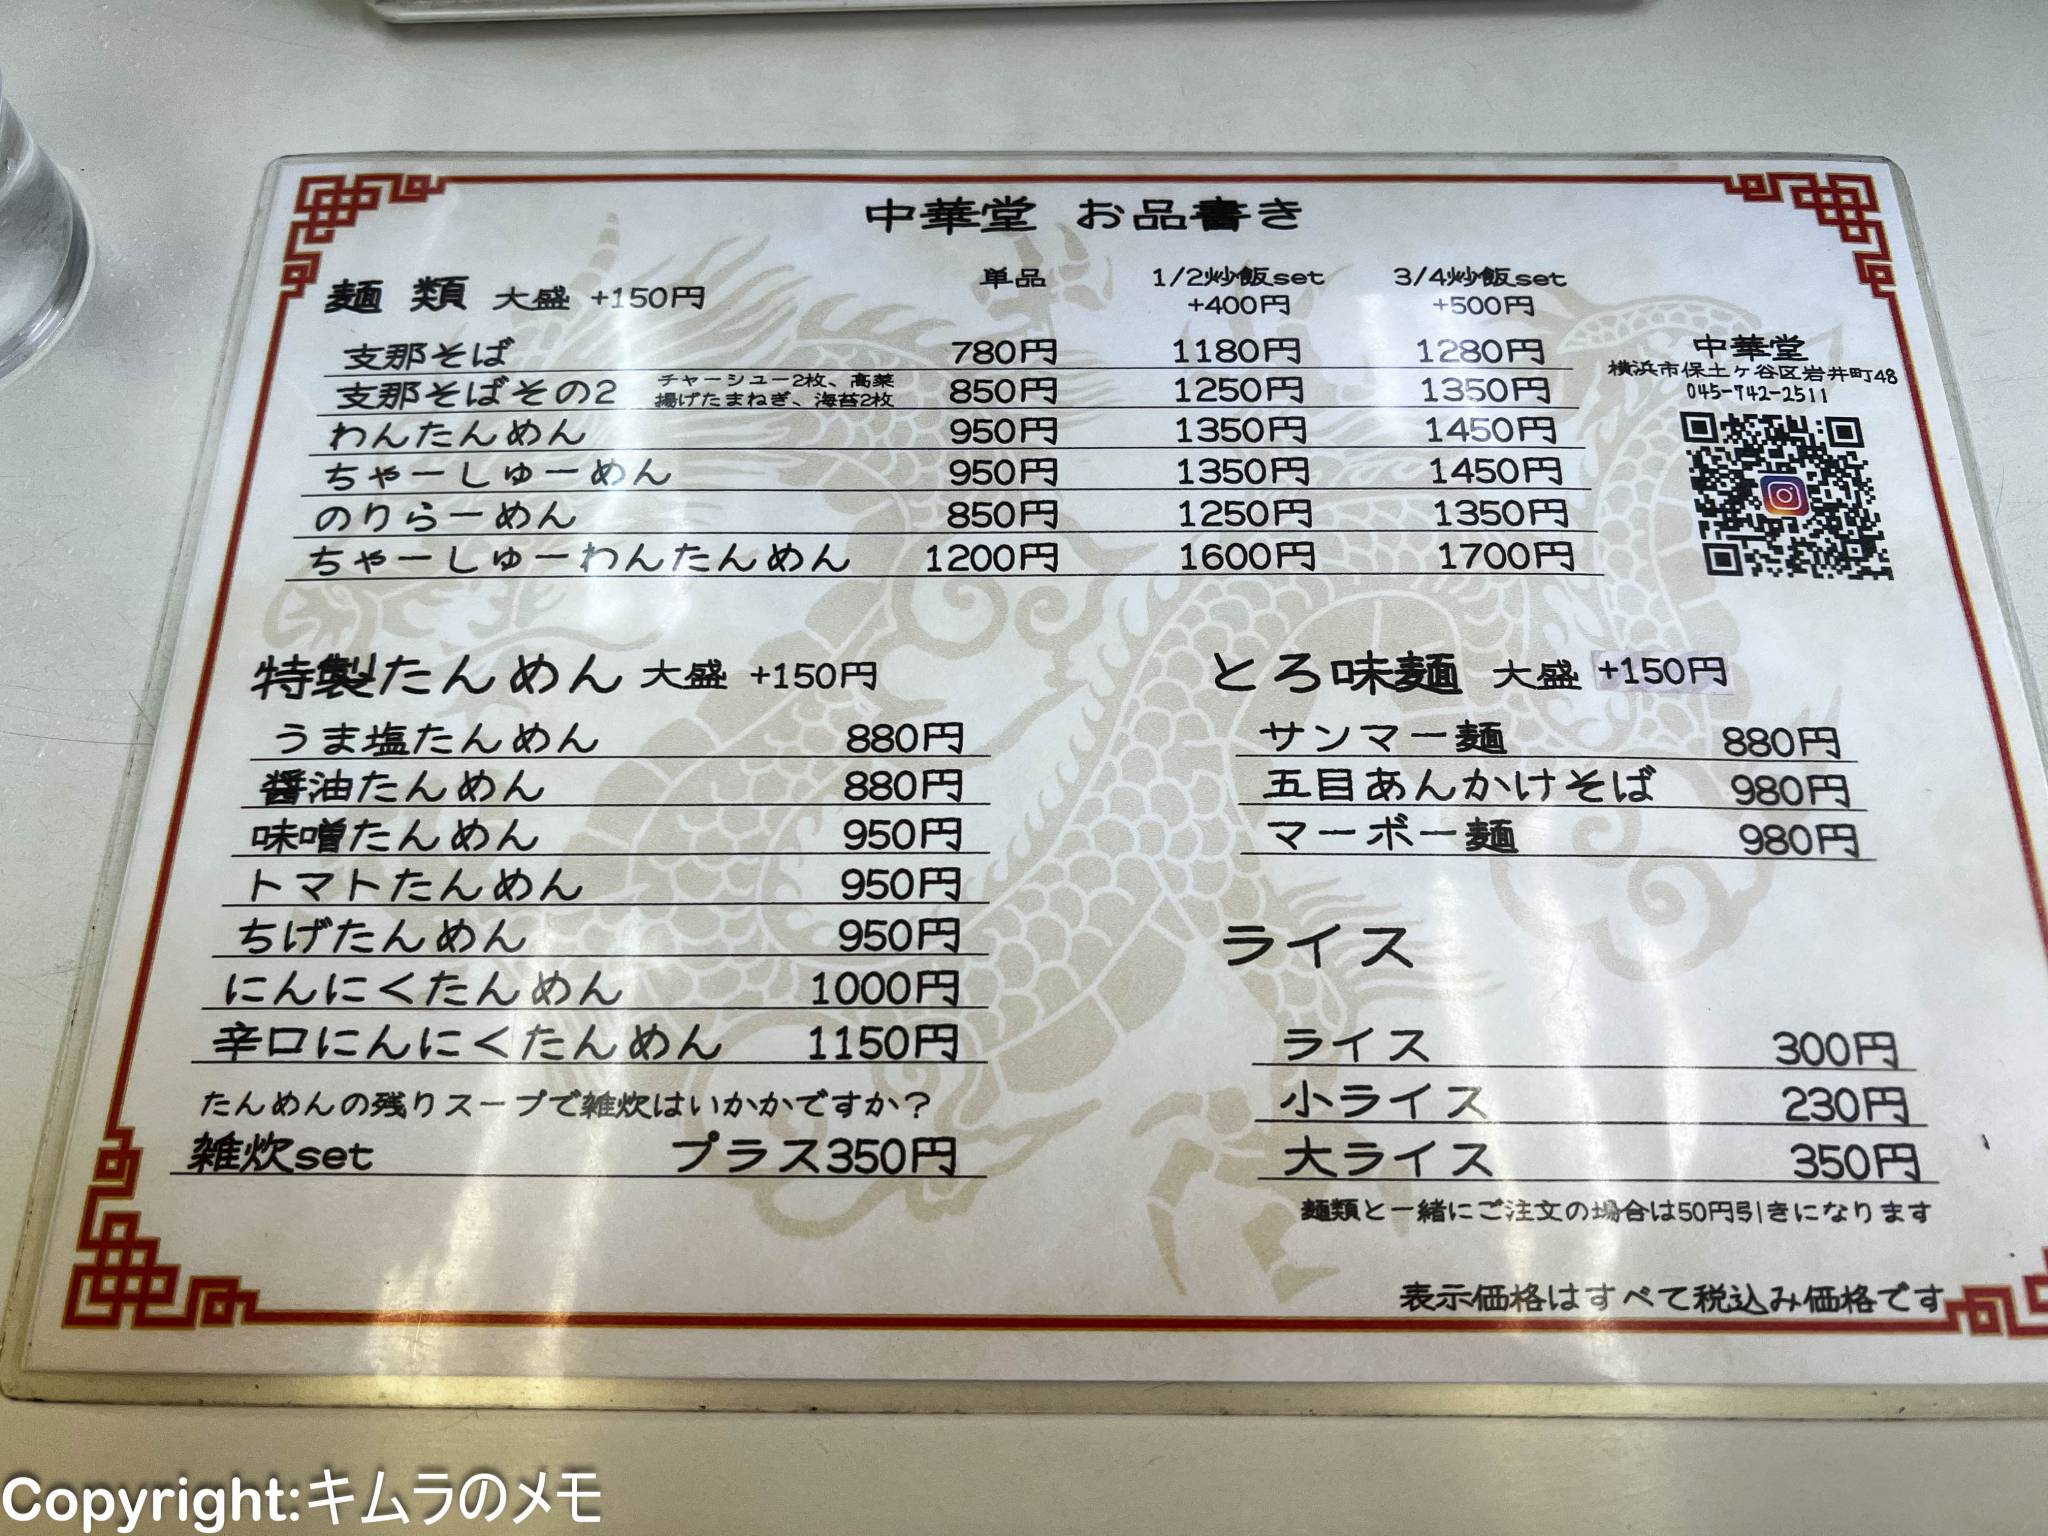 中華堂 お品書き
麺類 大盛 +150円 単品 1/2炒飯set +400円 3/4炒飯set +500円
支那そば 780円 1180円 1280円
支那そばその2 チャーシュー2枚、高菜 揚げたまねぎ、海苔2枚 850円 1250円 1350円
わんたんめん 950円 1350円 1450円
ちゃーしゅーめん 950円 1350円 1450円
のりらーめん 850円 1250円 1350円
ちゃーしゅーわんたんめん 1200円 1600円 1700円
中華堂
横浜市保土ヶ谷区岩井町48
045-742-2511
特製たんめん 大盛 +150円
うま塩たんめん 880円
醤油たんめん 880円
味噌たんめん 950円
トマトたんめん 950円
ちげたんめん 950円
にんにくたんめん 1000円
辛口にんにくたんめん 1150円
たんめんの残りスープで雑炊はいかかですか？
雑炊set プラス350円
とろ味麺 大盛 +150円
サンマー麺 880円
五目あんかけそば 980円
マーボー麺 980円
ライス
ライス 300円
小ライス 230円
大ライス 350円
麺類と一緒にご注文の場合は50円引きになります
表示価格はすべて税込み価格です
Copyright:キムラのメモ